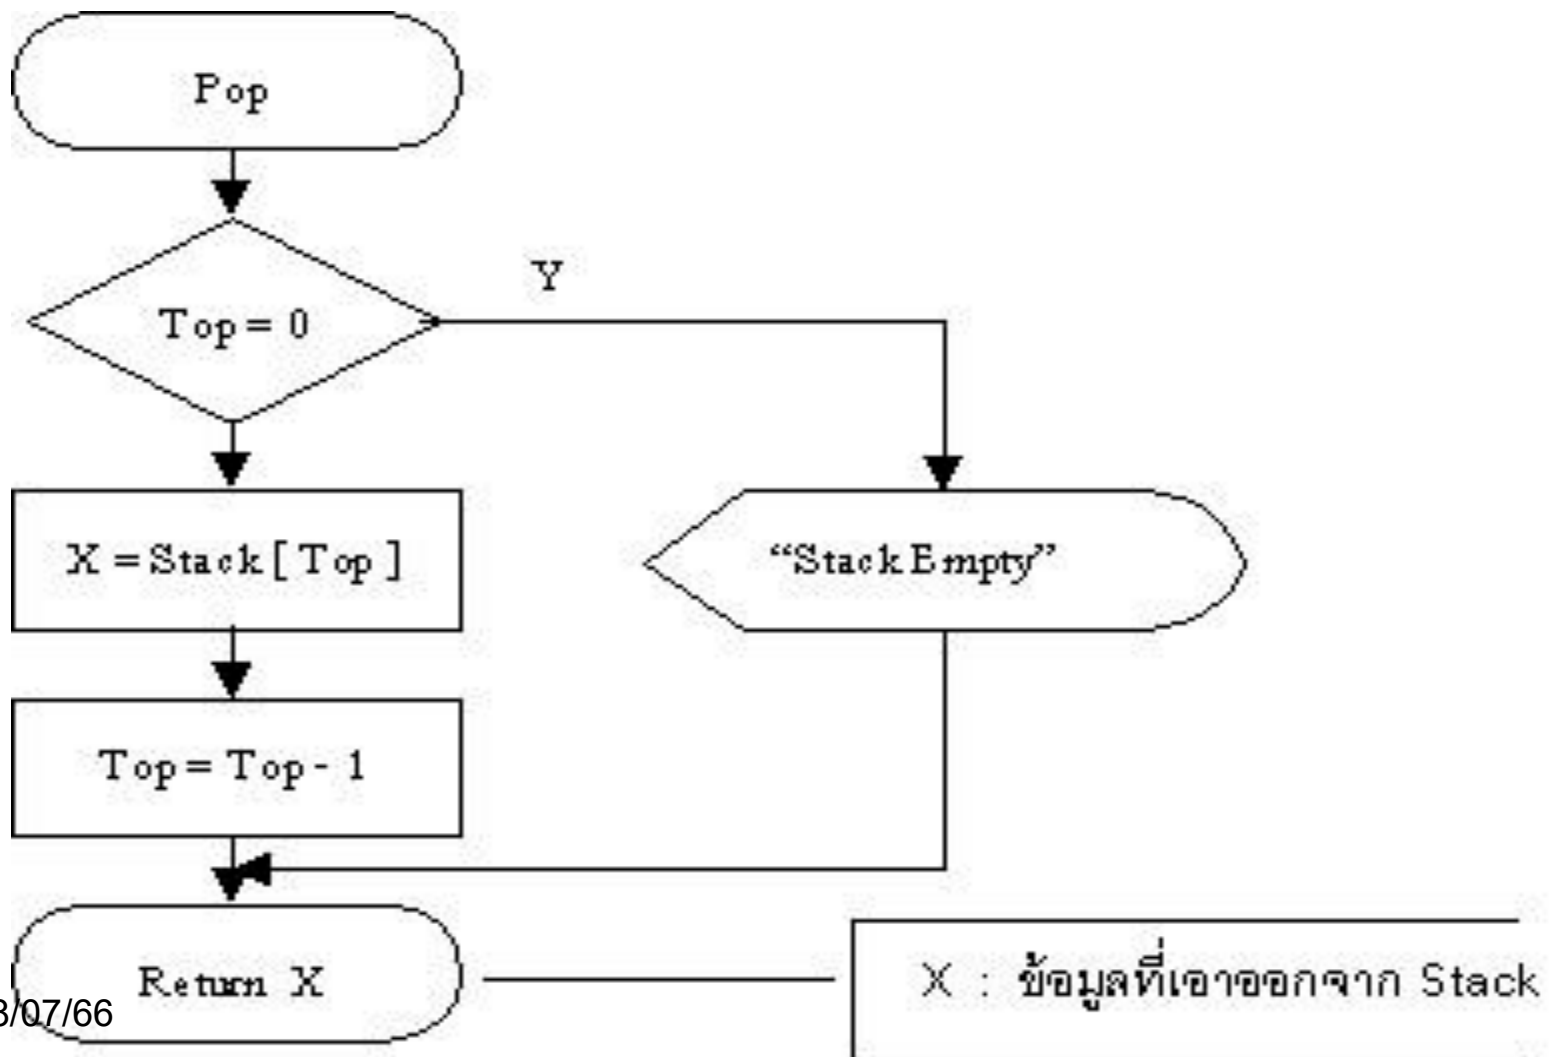 Pop
Y
Top = 0
X = Stack [ Top ]
“Stack Empty”
Top = Top - 1
Return X
X : ข้อมูลที่เอาออกจาก Stack
3/07/66